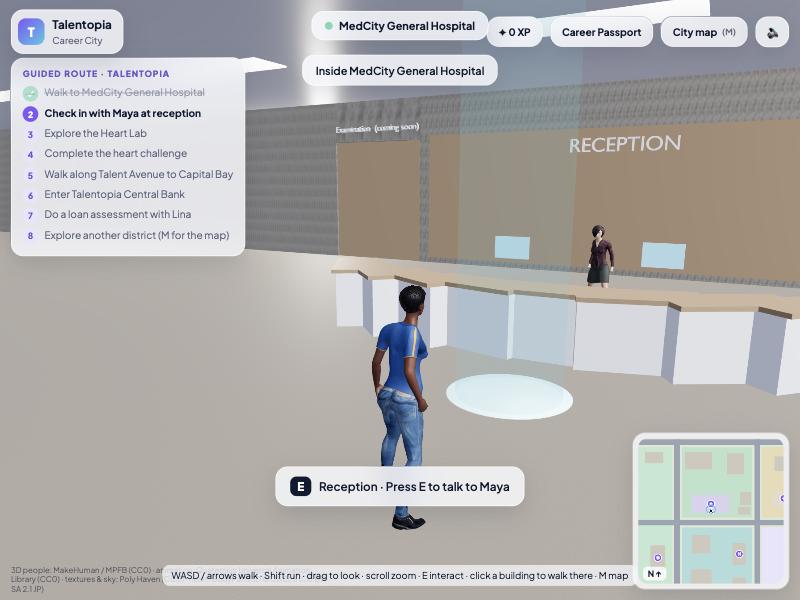 T
Talentopia
Career City
MedCity General Hospital
✦ 0 XP
Career Passport
City map (M)
Inside MedCity General Hospital
GUIDED ROUTE · TALENTOPIA
Walk to MedCity General Hospital
2 Check in with Maya at reception
3 Explore the Heart Lab
4 Complete the heart challenge
5 Walk along Talent Avenue to Capital Bay
6 Enter Talentopia Central Bank
7 Do a loan assessment with Lina
8 Explore another district (M for the map)
Examination (coming soon)
RECEPTION
E Reception · Press E to talk to Maya
N ↑
3D people: MakeHuman / MPFB (CC0) ·
Library (CC0) · textures & sky: Poly Haven
SA 2.1 JP)
WASD / arrows walk · Shift run · drag to look · scroll zoom · E interact · click a building to walk there · M map